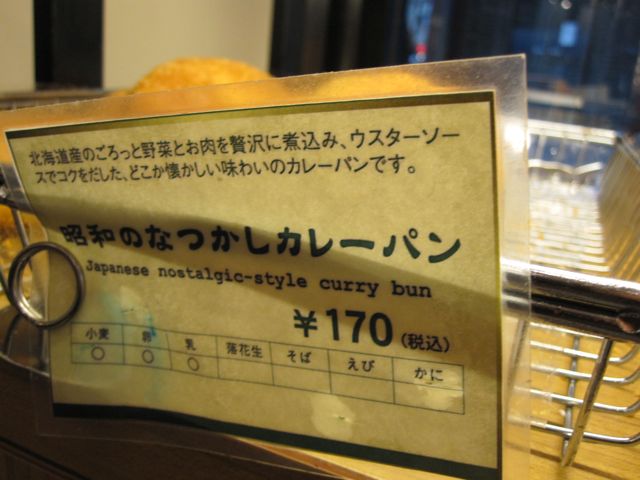 北海道産のごろっと野菜とお肉を贅沢に煮込み、ウスターソー
スでコクをだした、どこか懐かしい味わいのカレーパンです。
昭和のなつかしカレーパン
Japanese nostalgic-style curry bun
¥170(税込)
小麦 卵 乳 落花生 そば えび かに
○ ○ ○